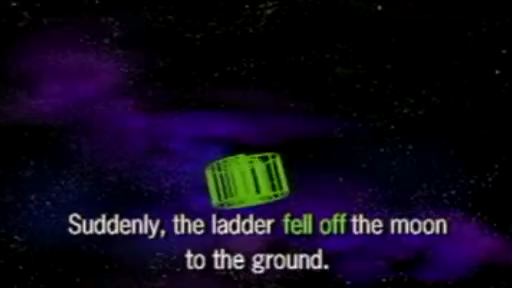 Suddenly, the ladder fell off the moon
to the ground.